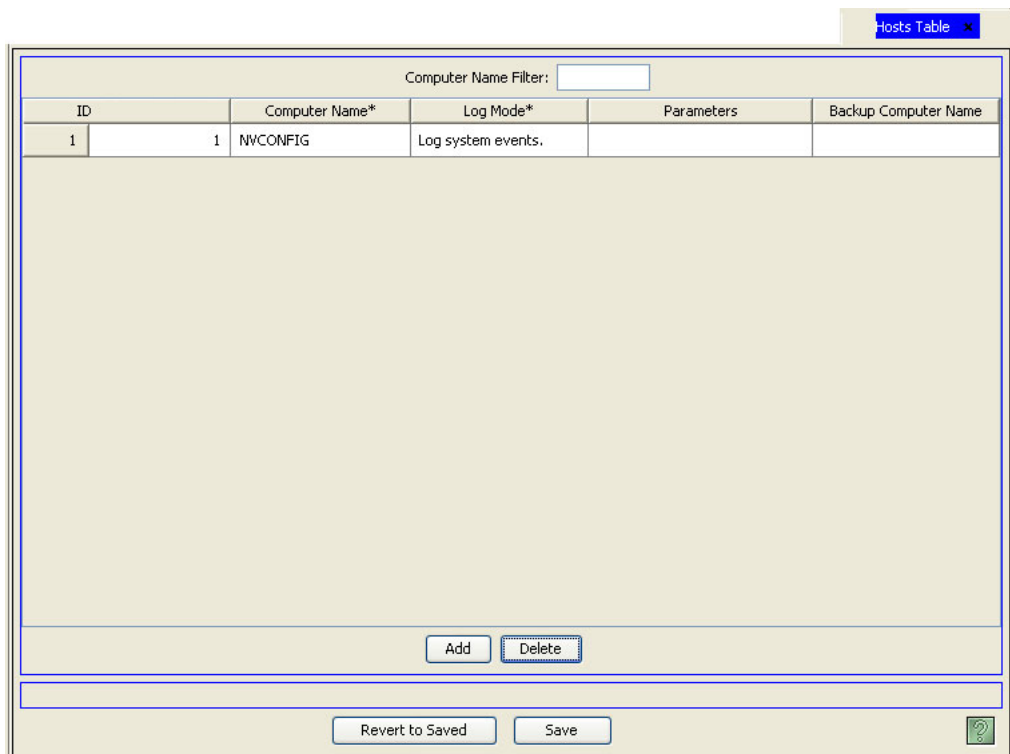 Hosts Table ×
Computer Name Filter:
ID Computer Name* Log Mode* Parameters Backup Computer Name
1 1 NVCONFIG Log system events.
Add Delete
Revert to Saved Save ?